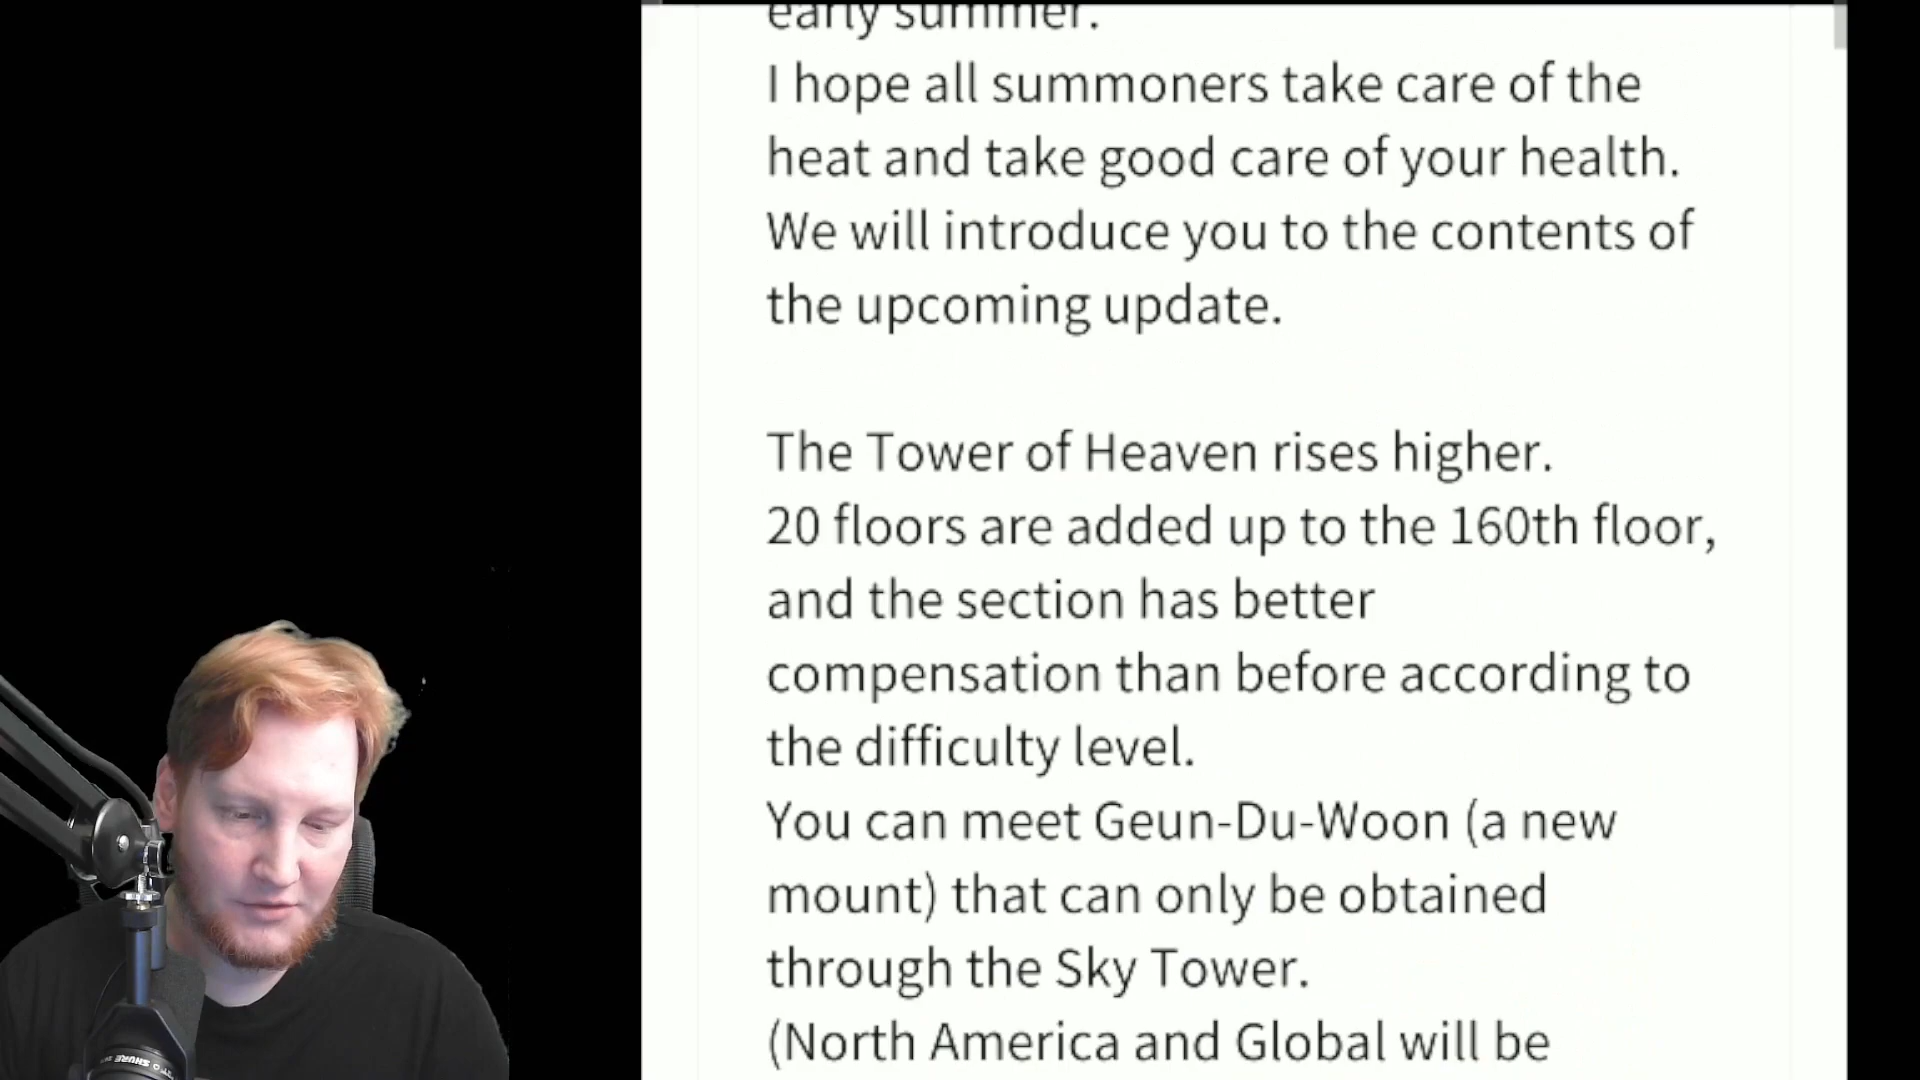 early summer.
I hope all summoners take care of the
heat and take good care of your health.
We will introduce you to the contents of
the upcoming update.
The Tower of Heaven rises higher.
20 floors are added up to the 160th floor,
and the section has better
compensation than before according to
the difficulty level.
You can meet Geun-Du-Woon (a new
mount) that can only be obtained
through the Sky Tower.
(North America and Global will be
SHURE